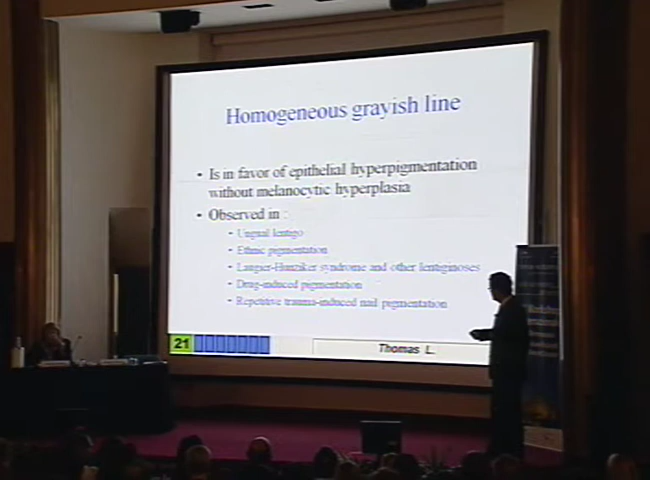 Homogeneous grayish line
• Is in favor of epithelial hyperpigmentation
without melanocytic hyperplasia
• Observed in :
• Ungual lentigo
• Ethnic pigmentation
• Laugier-Hunziker syndrome and other lentiginoses
• Drug-induced pigmentation
• Repetitive trauma-induced nail pigmentation
21
Thomas L.